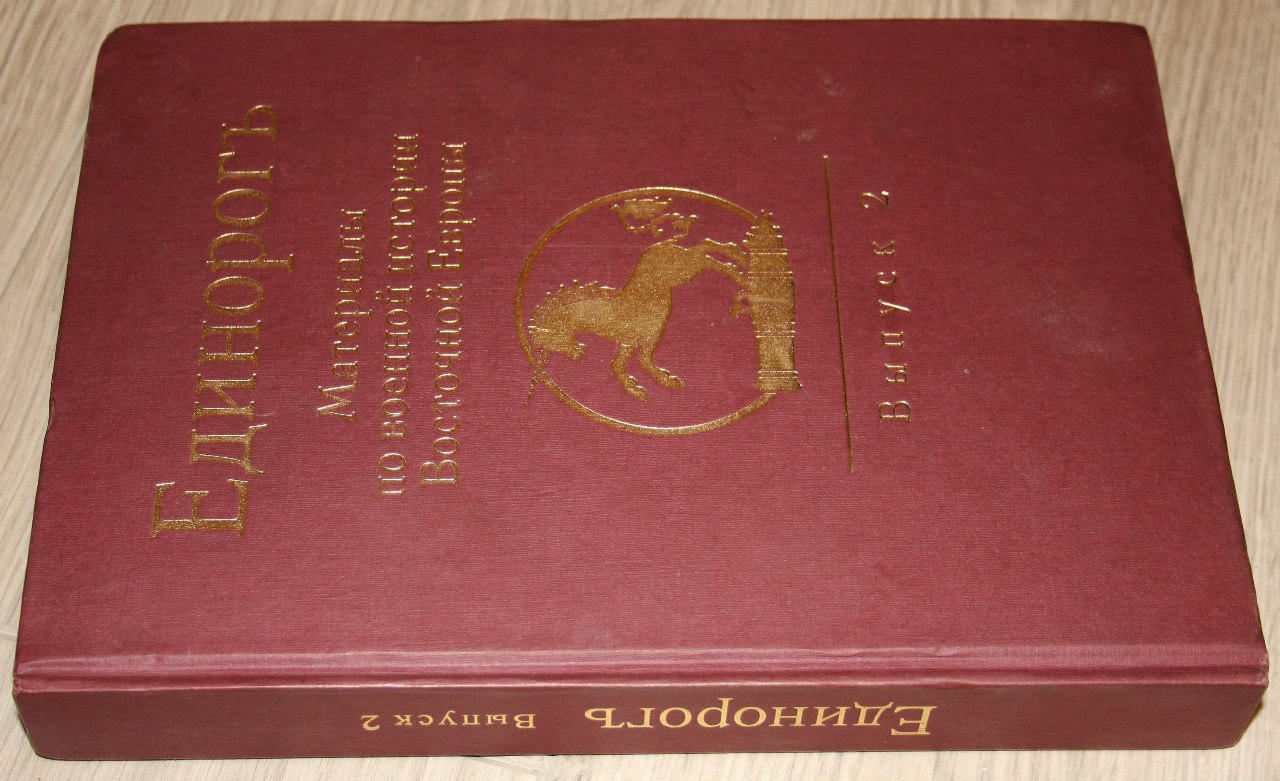 Единорогъ
Материалы
по военной истории
Восточной Европы
Выпуск 2
Единорогъ Выпуск 2